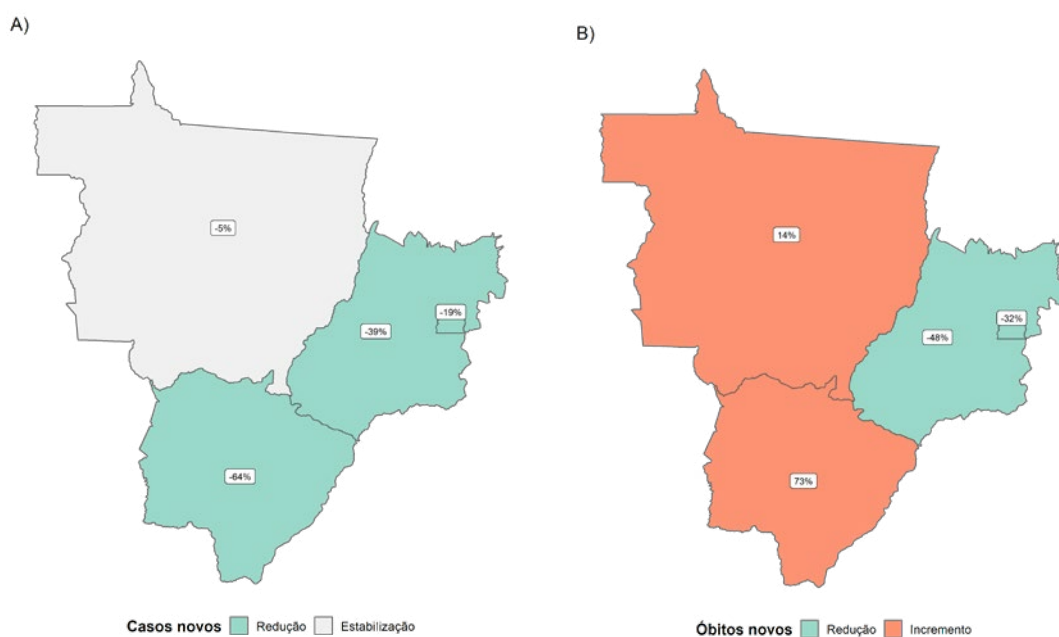 A)
-5%
-19%
-39%
-64%
Casos novos Redução Estabilização
B)
14%
-32%
-48%
73%
Óbitos novos Redução Incremento